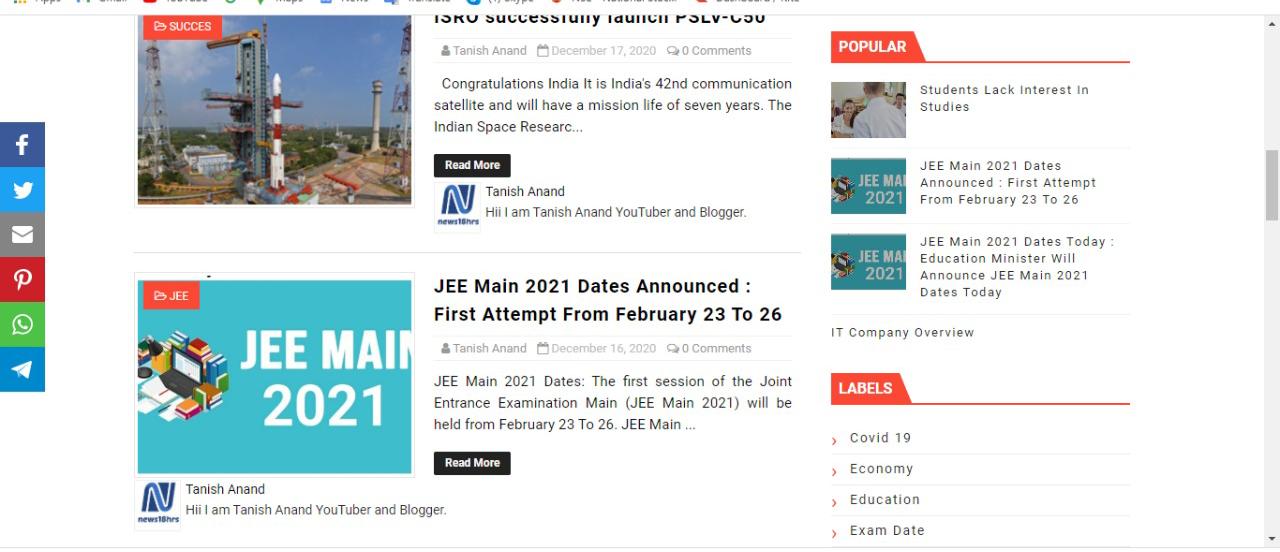 Apps
Gmail
YouTube
Maps
News
Translate
SUCCES
ISRO successfully launch PSLV-C50
Tanish Anand December 17, 2020 0 Comments
Congratulations India It is India's 42nd communication
satellite and will have a mission life of seven years. The
Indian Space Researc...
Read More
news18hrs
Tanish Anand
Hii I am Tanish Anand YouTuber and Blogger.
JEE
JEE MAIN
2021
JEE Main 2021 Dates Announced :
First Attempt From February 23 To 26
Tanish Anand December 16, 2020 0 Comments
JEE Main 2021 Dates: The first session of the Joint
Entrance Examination Main (JEE Main 2021) will be
held from February 23 To 26. JEE Main ...
Read More
news18hrs
Tanish Anand
Hii I am Tanish Anand YouTuber and Blogger.
POPULAR
Students Lack Interest In
Studies
JEE MAI
2021
JEE Main 2021 Dates
Announced : First Attempt
From February 23 To 26
JEE MAI
2021
JEE Main 2021 Dates Today :
Education Minister Will
Announce JEE Main 2021
Dates Today
IT Company Overview
LABELS
Covid 19
Economy
Education
Exam Date